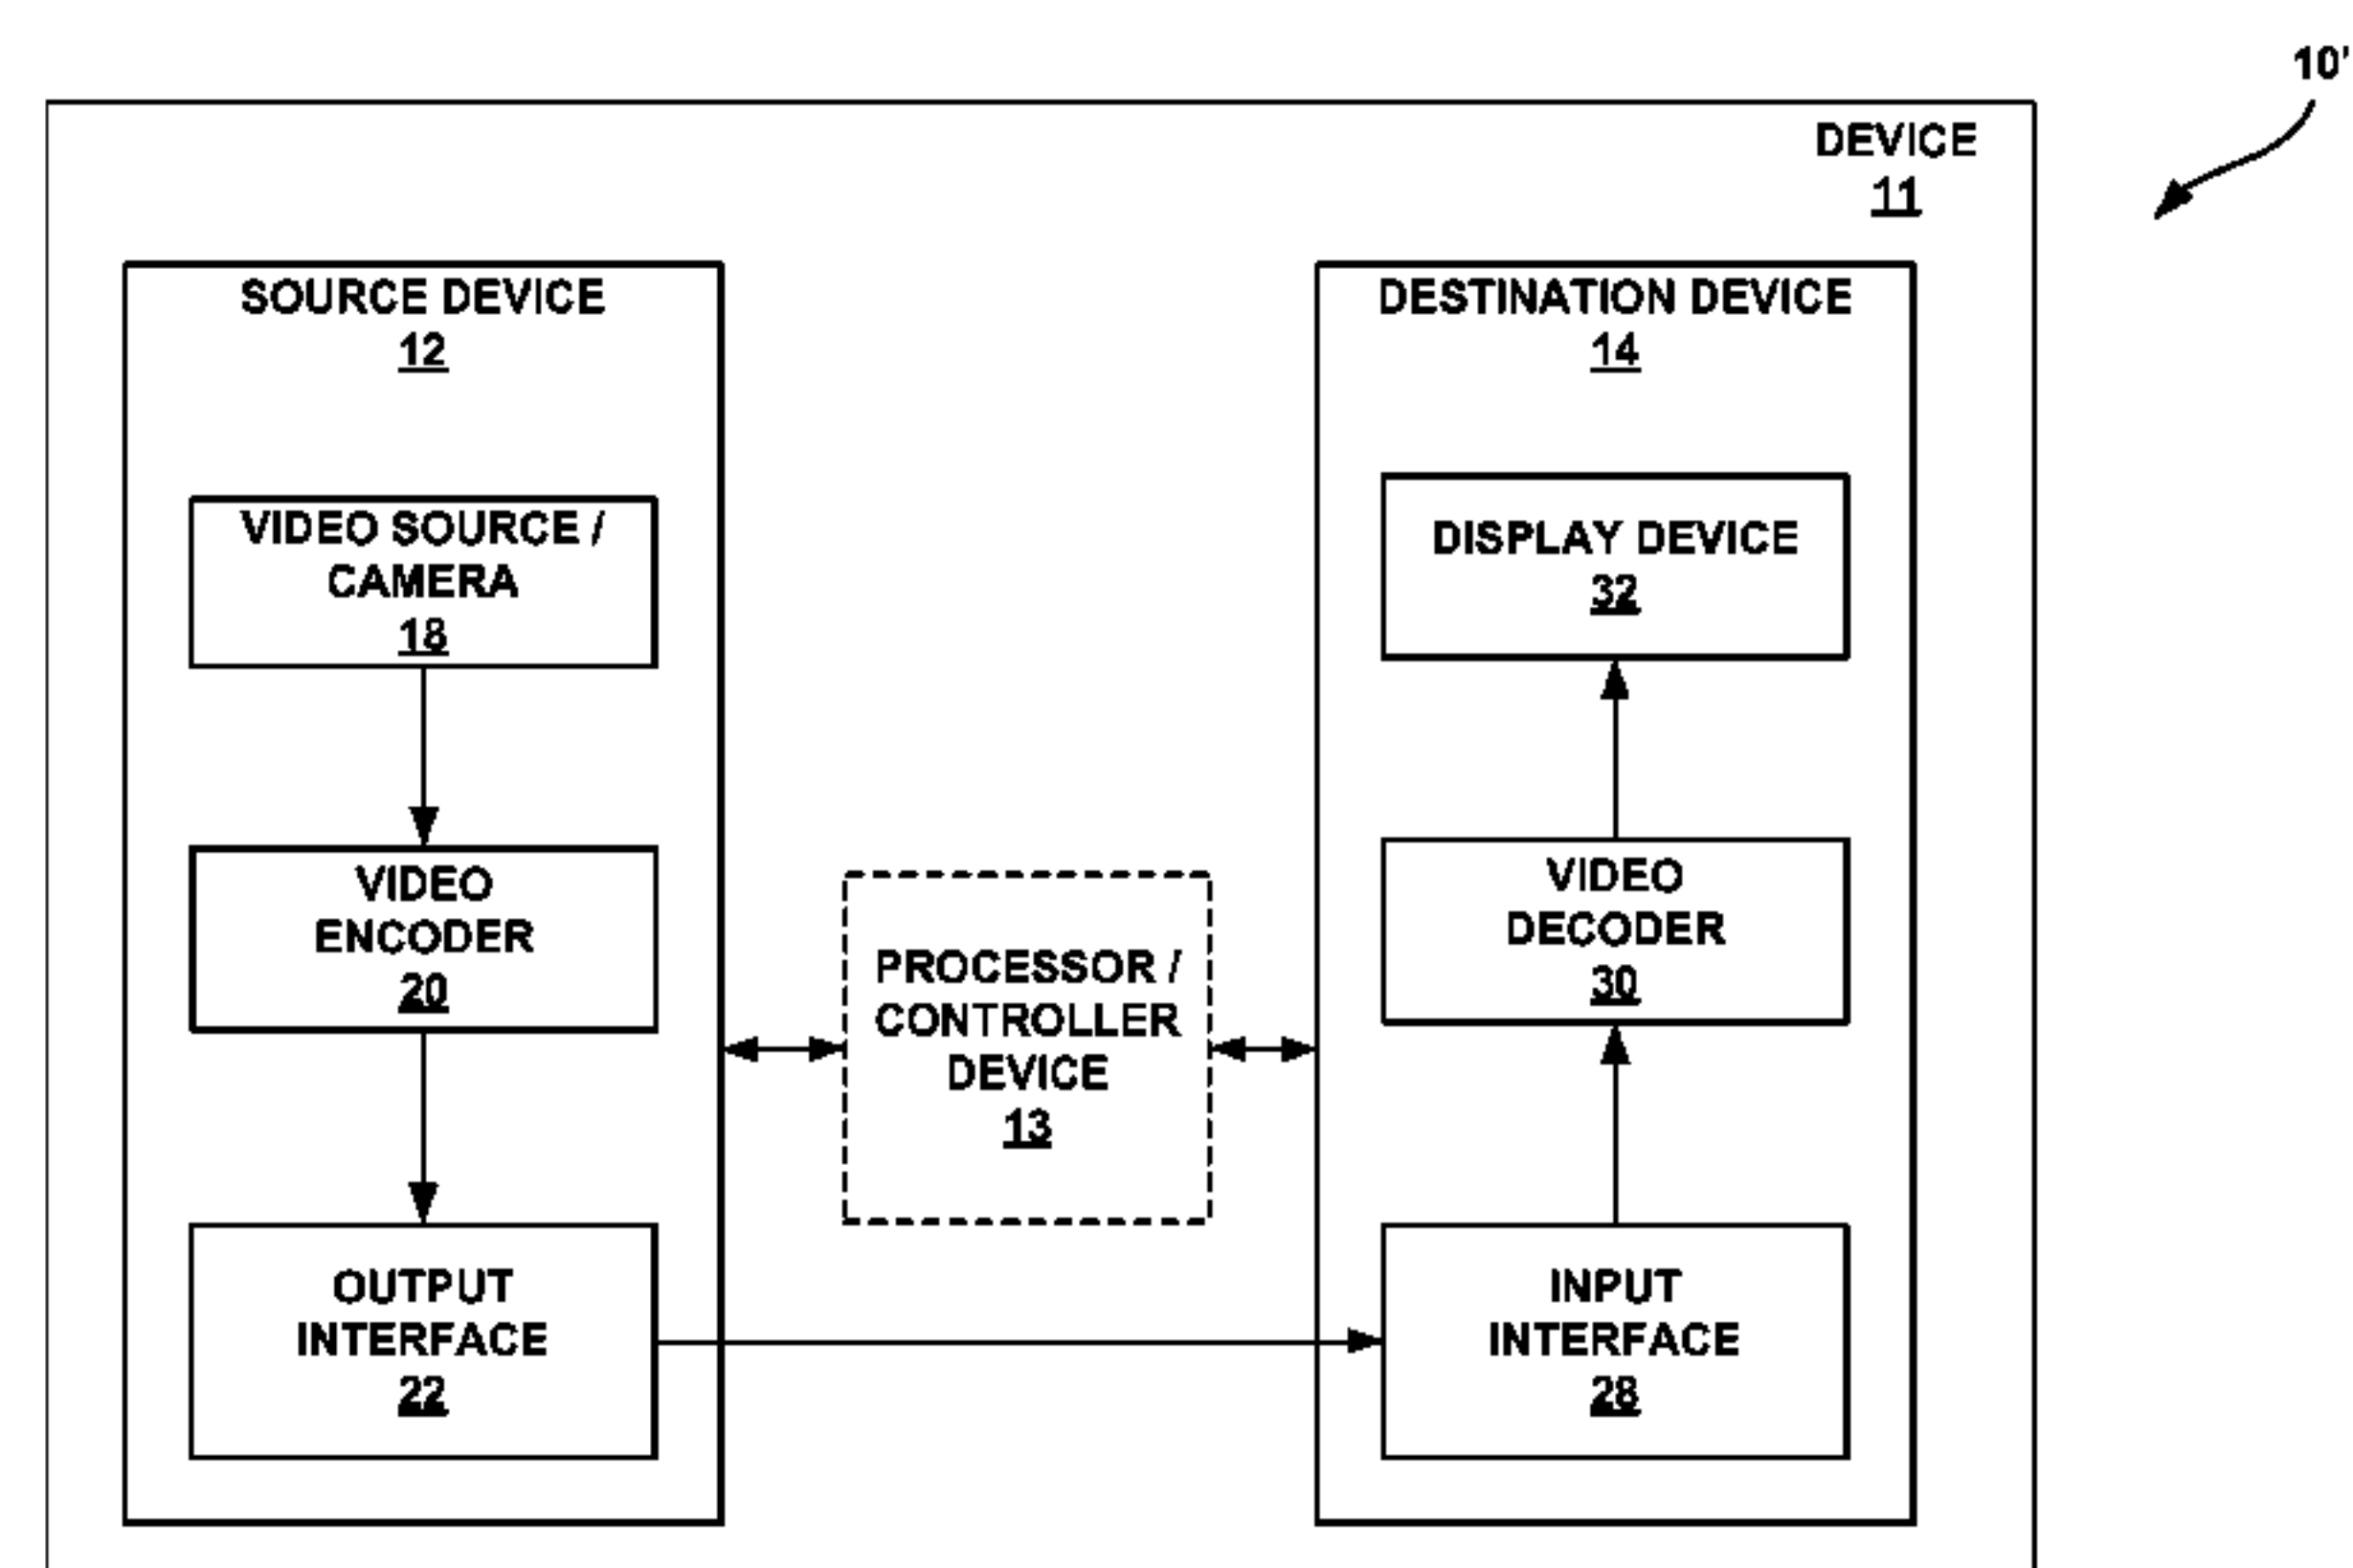 10'
DEVICE
11
SOURCE DEVICE
12
VIDEO SOURCE /
CAMERA
18
VIDEO
ENCODER
20
OUTPUT
INTERFACE
22
PROCESSOR /
CONTROLLER
DEVICE
13
DESTINATION DEVICE
14
DISPLAY DEVICE
32
VIDEO
DECODER
30
INPUT
INTERFACE
28